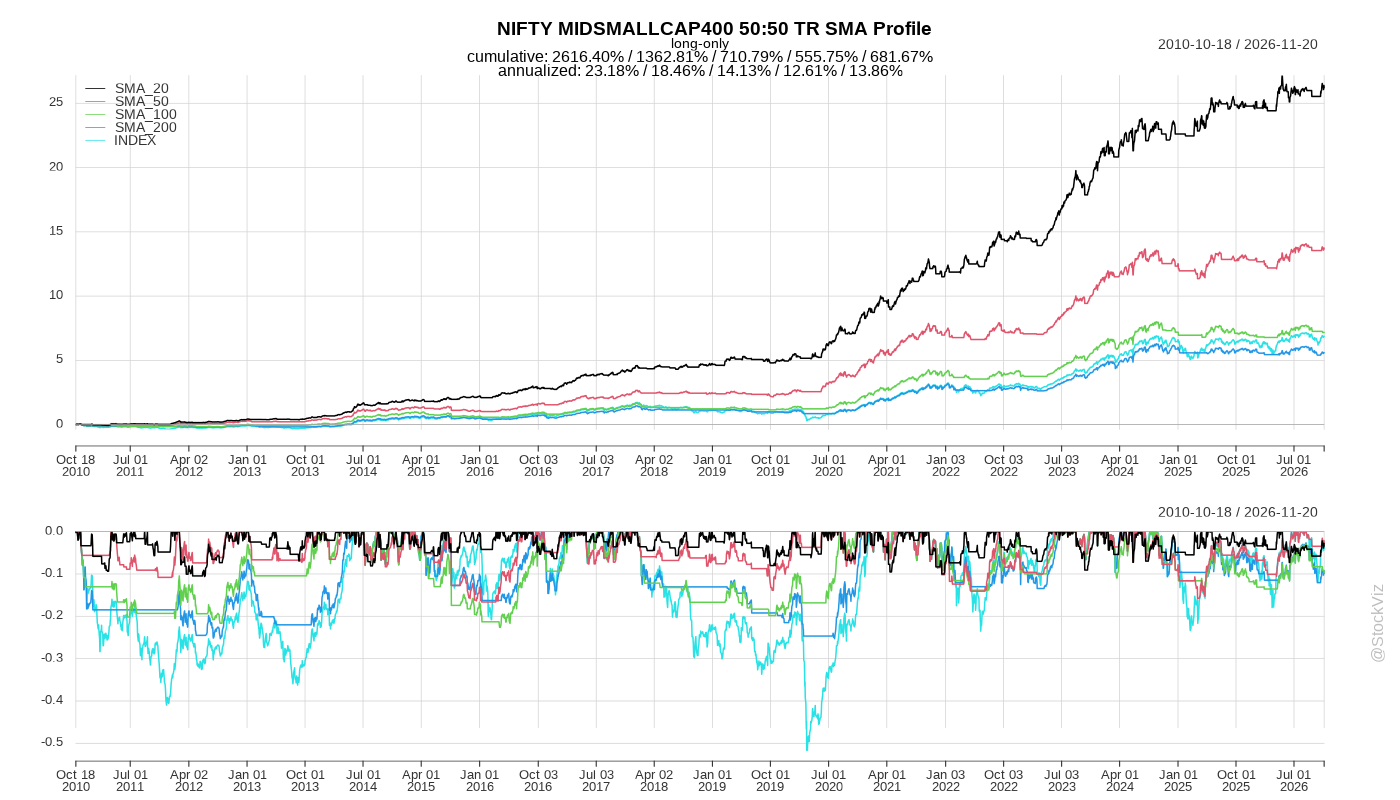 NIFTY MIDSMALLCAP400 50:50 TR SMA Profile
long-only
cumulative: 2616.40% / 1362.81% / 710.79% / 555.75% / 681.67%
annualized: 23.18% / 18.46% / 14.13% / 12.61% / 13.86%
2010-10-18 / 2026-11-20
SMA_20
SMA_50
SMA_100
SMA_200
INDEX
25
20
15
10
5
0
Oct 18 Jul 01 Apr 02 Jan 01 Oct 01 Jul 01 Apr 01 Jan 01 Oct 03 Jul 03 Apr 02 Jan 01 Oct 01 Jul 01 Apr 01 Jan 03 Oct 03 Jul 03 Apr 01 Jan 01 Oct 01 Jul 01
2010 2011 2012 2013 2013 2014 2015 2016 2016 2017 2018 2019 2019 2020 2021 2022 2022 2023 2024 2025 2025 2026
2010-10-18 / 2026-11-20
0.0
-0.1
-0.2
-0.3
-0.4
-0.5
Oct 18 Jul 01 Apr 02 Jan 01 Oct 01 Jul 01 Apr 01 Jan 01 Oct 03 Jul 03 Apr 02 Jan 01 Oct 01 Jul 01 Apr 01 Jan 03 Oct 03 Jul 03 Apr 01 Jan 01 Oct 01 Jul 01
2010 2011 2012 2013 2013 2014 2015 2016 2016 2017 2018 2019 2019 2020 2021 2022 2022 2023 2024 2025 2025 2026
@StockViz